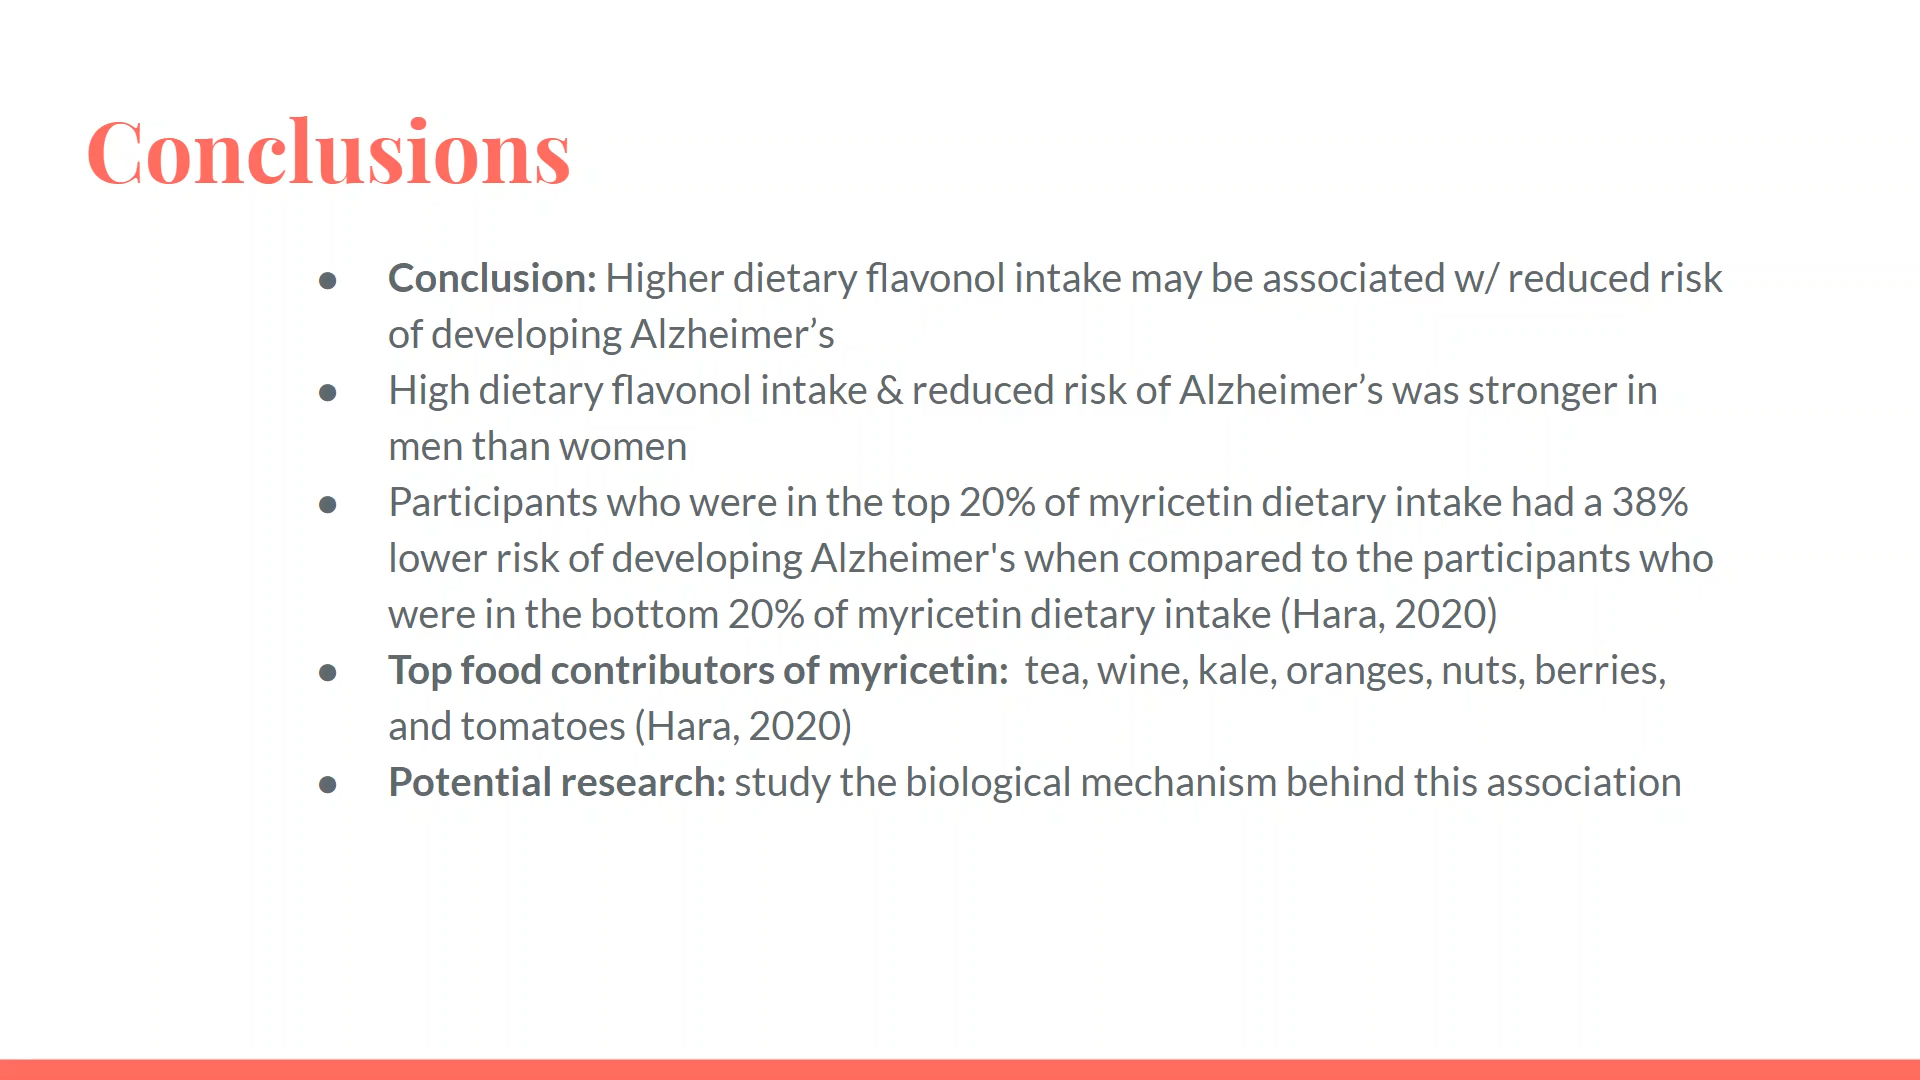 Conclusions
● Conclusion: Higher dietary flavonol intake may be associated w/ reduced risk
of developing Alzheimer’s
● High dietary flavonol intake & reduced risk of Alzheimer’s was stronger in
men than women
● Participants who were in the top 20% of myricetin dietary intake had a 38%
lower risk of developing Alzheimer's when compared to the participants who
were in the bottom 20% of myricetin dietary intake (Hara, 2020)
● Top food contributors of myricetin:  tea, wine, kale, oranges, nuts, berries,
and tomatoes (Hara, 2020)
● Potential research: study the biological mechanism behind this association